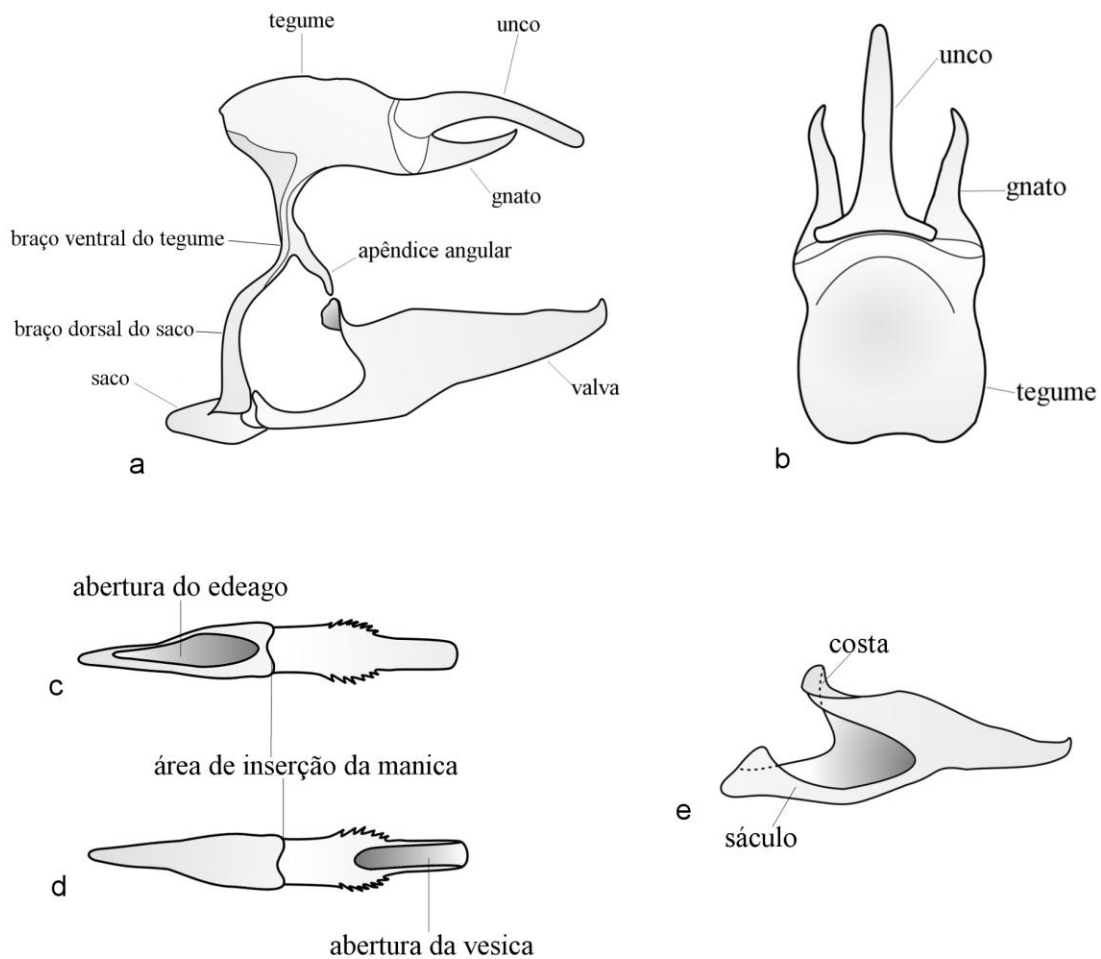 tegume
unco
gnato
braço ventral do tegume
apêndice angular
braço dorsal do saco
saco
valva
a
unco
gnato
tegume
b
abertura do edeago
c
área de inserção da manica
d
abertura da vesica
costa
sáculo
e